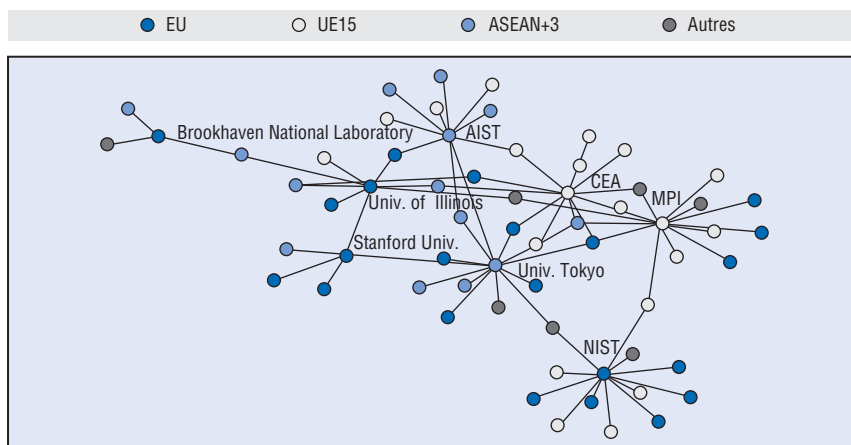 EU
UE15
ASEAN+3
Autres
Brookhaven National Laboratory
AIST
CEA
MPI
Univ. of Illinois
Stanford Univ.
Univ. Tokyo
NIST